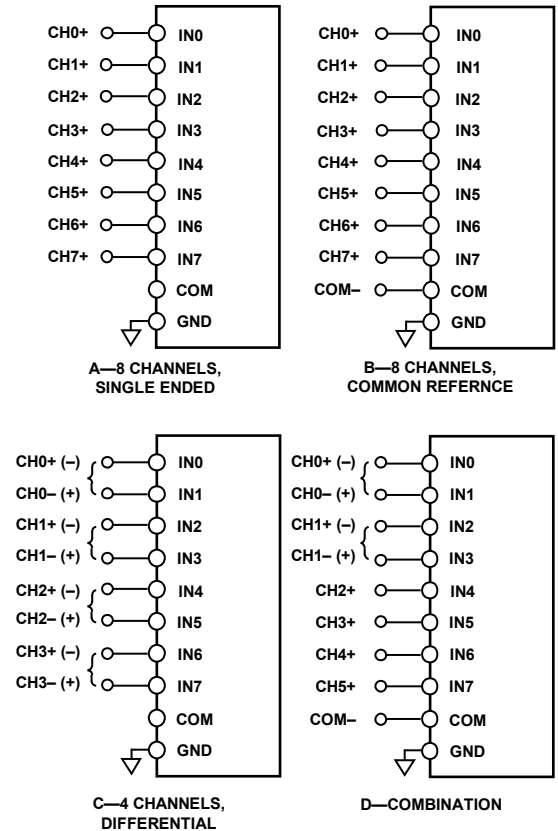 CH0+ IN0
CH1+ IN1
CH2+ IN2
CH3+ IN3
CH4+ IN4
CH5+ IN5
CH6+ IN6
CH7+ IN7
COM
GND
A—8 CHANNELS,
SINGLE ENDED
CH0+ IN0
CH1+ IN1
CH2+ IN2
CH3+ IN3
CH4+ IN4
CH5+ IN5
CH6+ IN6
CH7+ IN7
COM– COM
GND
B—8 CHANNELS,
COMMON REFERNCE
CH0+ (–) IN0
CH0– (+) IN1
CH1+ (–) IN2
CH1– (+) IN3
CH2+ (–) IN4
CH2– (+) IN5
CH3+ (–) IN6
CH3– (+) IN7
COM
GND
C—4 CHANNELS,
DIFFERENTIAL
CH0+ (–) IN0
CH0– (+) IN1
CH1+ (–) IN2
CH1– (+) IN3
CH2+ IN4
CH3+ IN5
CH4+ IN6
CH5+ IN7
COM– COM
GND
D—COMBINATION